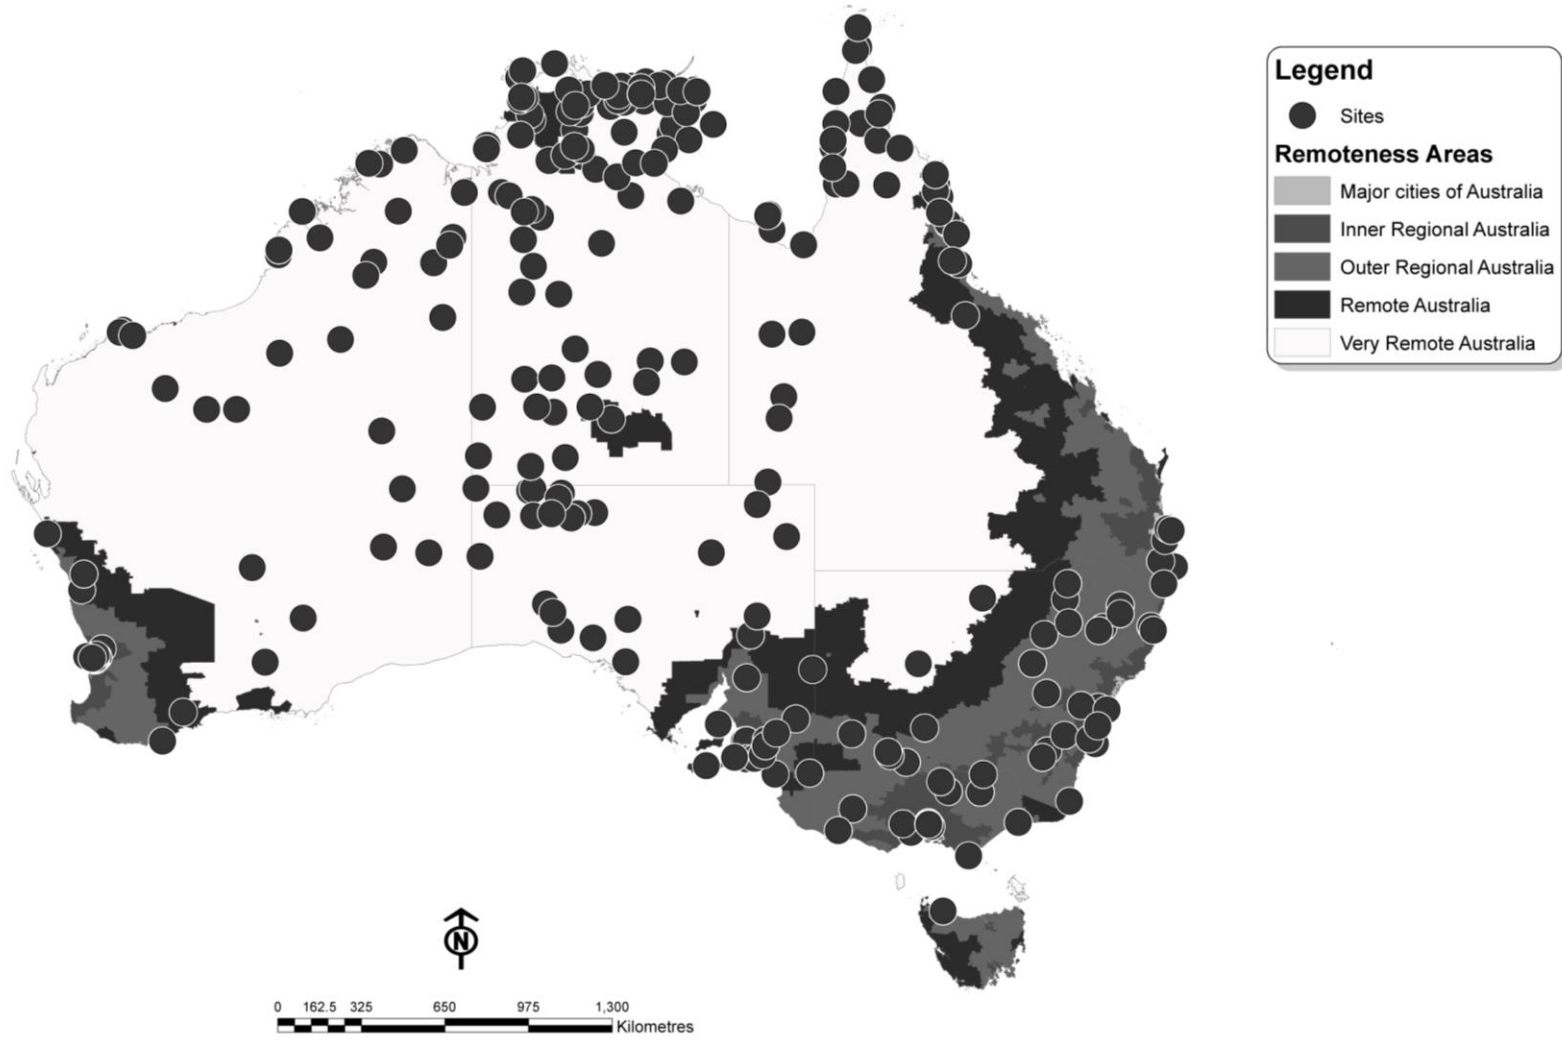 Legend
Sites
Remoteness Areas
Major cities of Australia
Inner Regional Australia
Outer Regional Australia
Remote Australia
Very Remote Australia
N
0 162.5 325 650 975 1,300
Kilometres